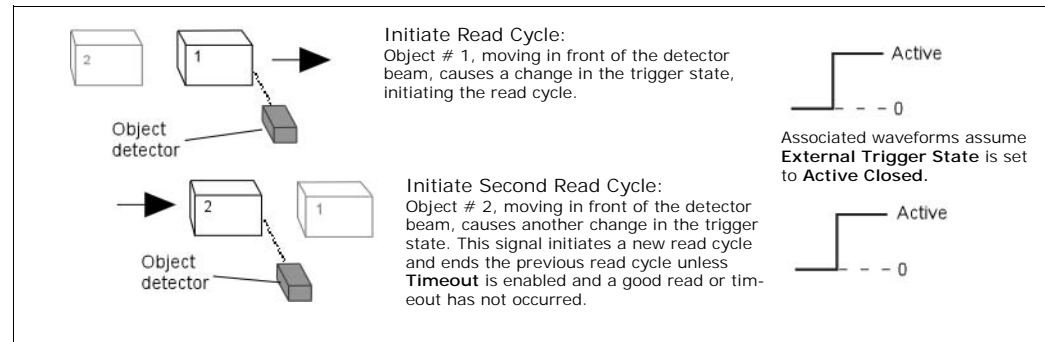 2
1
Object
detector
Initiate Read Cycle:
Object # 1, moving in front of the detector
beam, causes a change in the trigger state,
initiating the read cycle.
Active
0
Associated waveforms assume
External Trigger State is set
to Active Closed.
2
1
Object
detector
Initiate Second Read Cycle:
Object # 2, moving in front of the detector
beam, causes another change in the trigger
state. This signal initiates a new read cycle
and ends the previous read cycle unless
Timeout is enabled and a good read or tim-
eout has not occurred.
Active
0